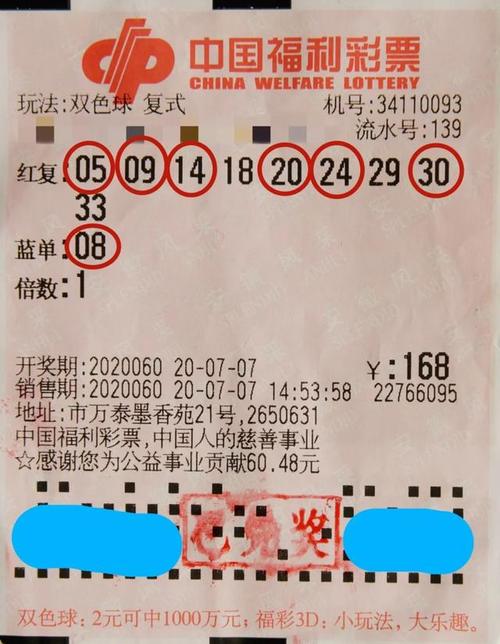 中国福利彩票
CHINA WELFARE LOTTERY
玩法:双色球 复式
机号:34110093
流水号:139
红复:05 09 14 18 20 24 29 30
33
蓝单:08
倍数:1
开奖期:2020060 20-07-07
¥:168
销售期:2020060 20-07-07 14:53:58 22766095
地址:市万泰墨香苑21号,2650631
中国福利彩票,中国人的慈善事业
☆感谢您为公益事业贡献60.48元
已兑奖
双色球: 2元可中1000万元; 福彩3D: 小玩法, 大乐趣.